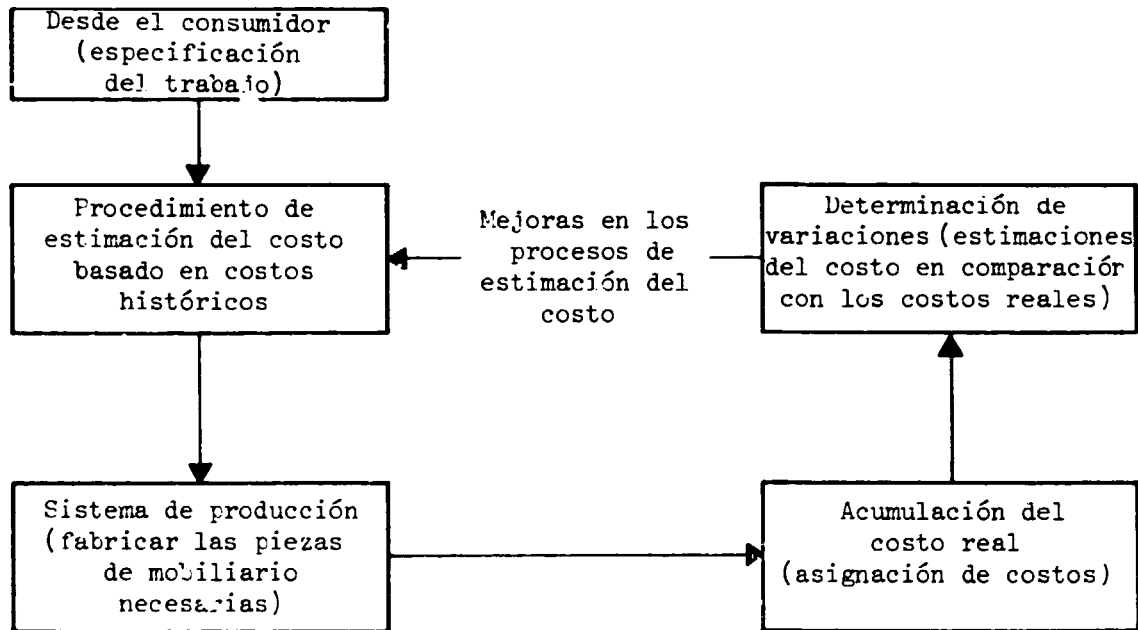 Desde el consumidor
(especificación
del trabajo)
Procedimiento de
estimación del costo
basado en costos
históricos
Mejoras en los
procesos de
estimación del
costo
Determinación de
variaciones (estimaciones
del costo en comparación
con los costos reales)
Sistema de producción
(fabricar las piezas
de mobiliario
necesarias)
Acumulación del
costo real
(asignación de costos)